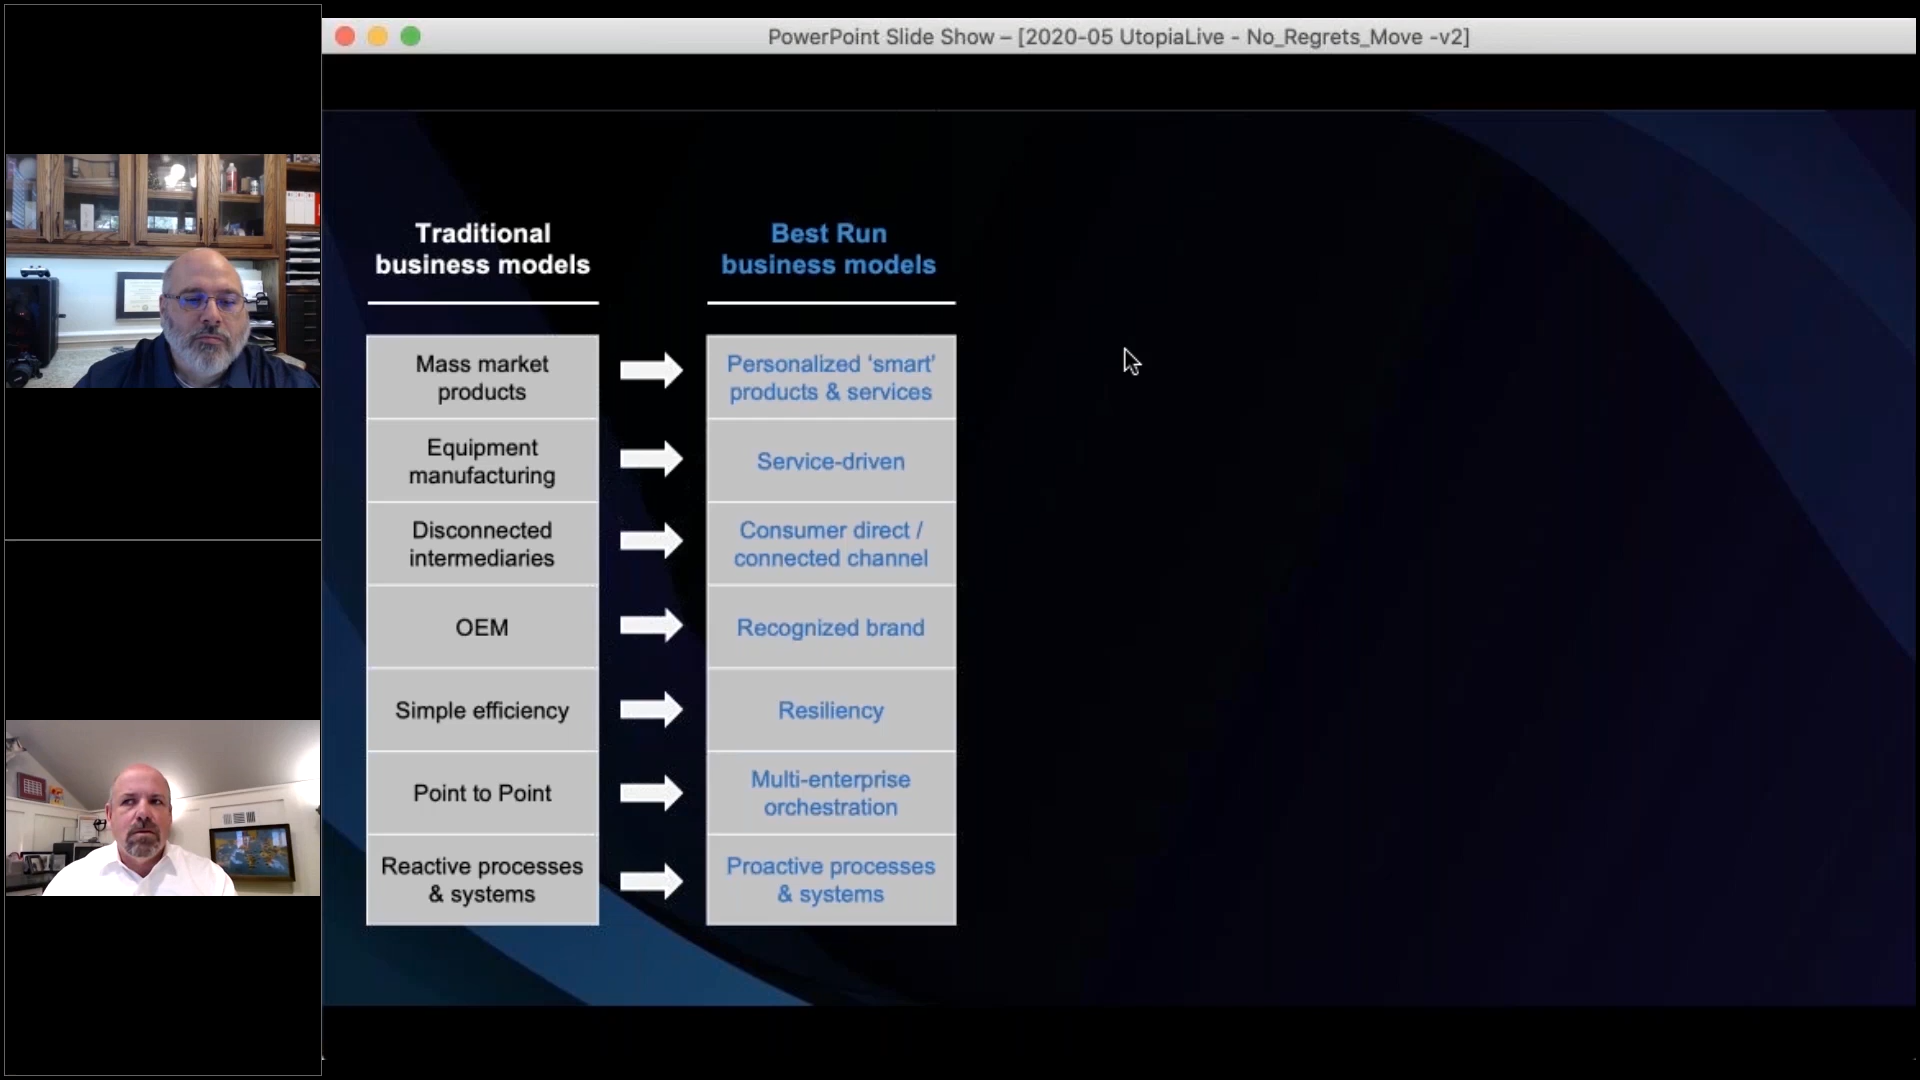 PowerPoint Slide Show – [2020-05 UtopiaLive - No_Regrets_Move -v2]
Traditional
business models
Best Run
business models
Mass market
products
Personalized ‘smart’
products & services
Equipment
manufacturing
Service-driven
Disconnected
intermediaries
Consumer direct /
connected channel
OEM
Recognized brand
Simple efficiency
Resiliency
Point to Point
Multi-enterprise
orchestration
Reactive processes
& systems
Proactive processes
& systems